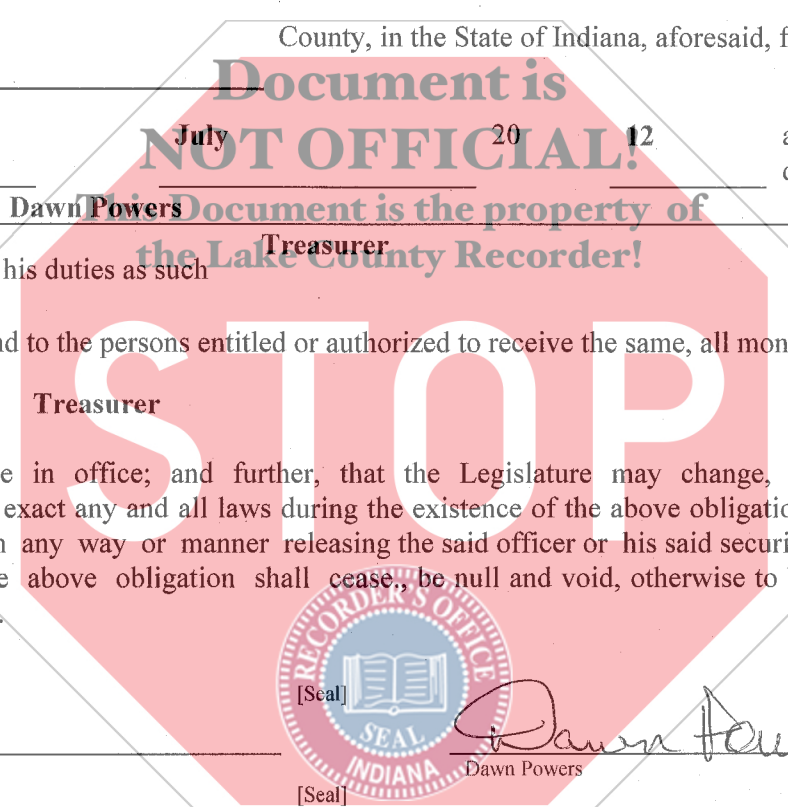 County, in the State of Indiana, aforesaid, f
Document is
July 20 12 a
NOT OFFICIAL!
Dawn Powers
This Document is the property of
Treasurer
the Lake County Recorder!
his duties as such
nd to the persons entitled or authorized to receive the same, all mon
STOP
Treasurer
e in office; and further, that the Legislature may change,
exact any and all laws during the existence of the above obligatio
n any way or manner releasing the said officer or his said securi
e above obligation shall cease., be null and void, otherwise to
RECORDER'S OFFICE
[Seal]
SEAL
INDIANA
Dawn Pow
Dawn Powers
[Seal]